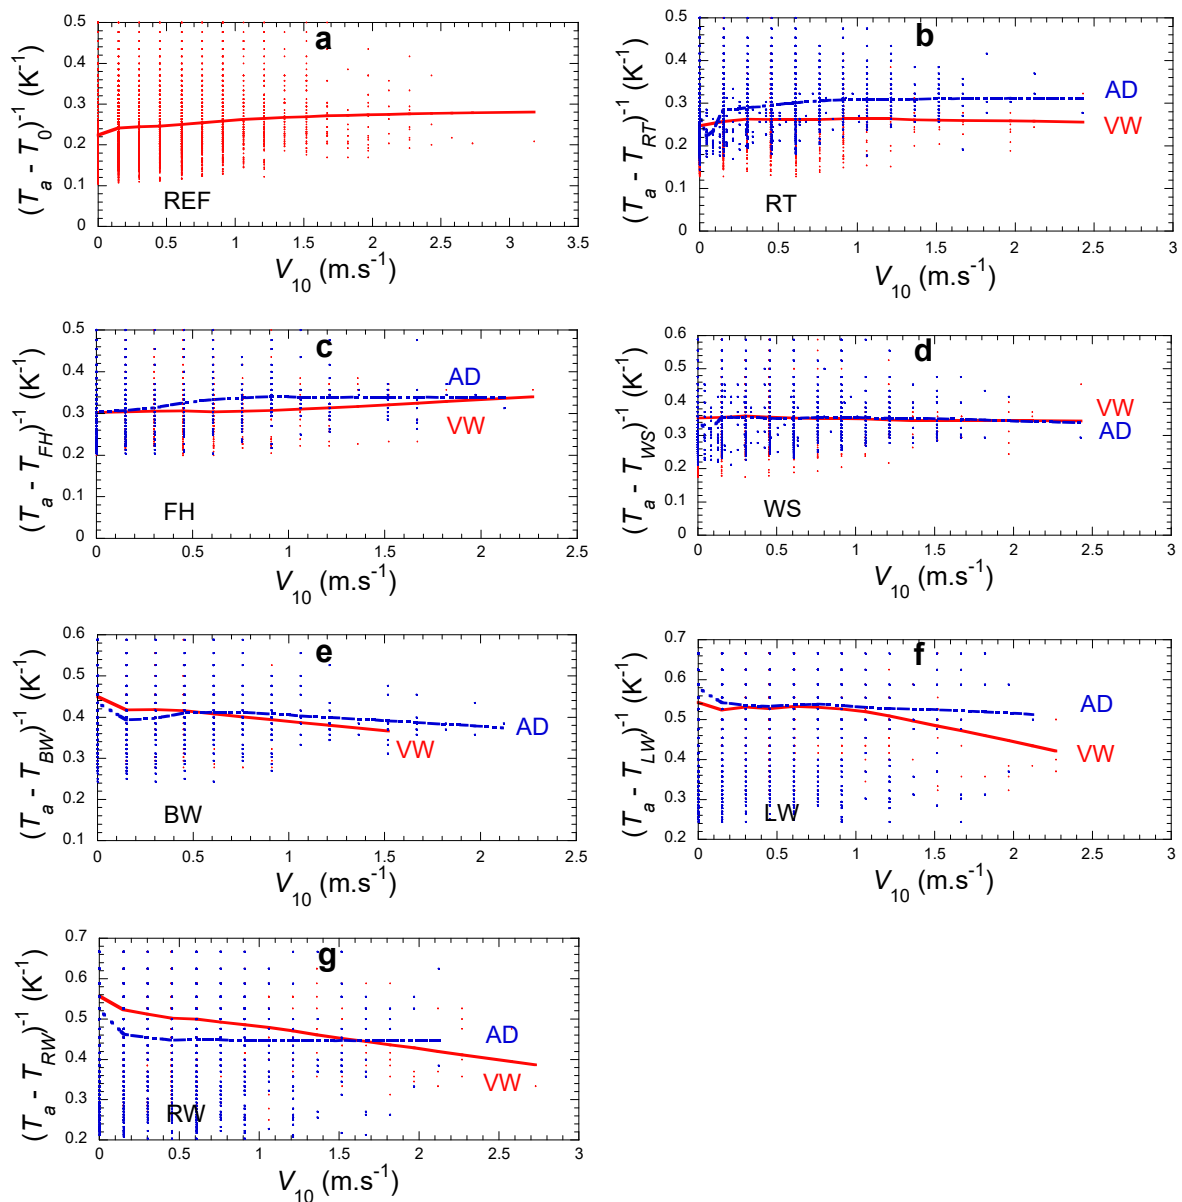 a
(T_a - T_0)^-1 (K^-1)
0.5
0.4
0.3
0.2
0.1
0
REF
0 0.5 1 1.5 2 2.5 3 3.5
V_10 (m.s^-1)
b
(T_a - T_RT)^-1 (K^-1)
0.5
0.4
0.3
0.2
0.1
0
AD
VW
RT
0 0.5 1 1.5 2 2.5 3
V_10 (m.s^-1)
c
(T_a - T_FH)^-1 (K^-1)
0.5
0.4
0.3
0.2
0.1
0
AD
VW
FH
0 0.5 1 1.5 2 2.5
V_10 (m.s^-1)
d
(T_a - T_WS)^-1 (K^-1)
0.6
0.5
0.4
0.3
0.2
0.1
0
VW
AD
WS
0 0.5 1 1.5 2 2.5 3
V_10 (m.s^-1)
e
(T_a - T_BW)^-1 (K^-1)
0.6
0.5
0.4
0.3
0.2
0.1
AD
VW
BW
0 0.5 1 1.5 2 2.5
V_10 (m.s^-1)
f
(T_a - T_LW)^-1 (K^-1)
0.7
0.6
0.5
0.4
0.3
0.2
AD
VW
LW
0 0.5 1 1.5 2 2.5 3
V_10 (m.s^-1)
g
(T_a - T_RW)^-1 (K^-1)
0.7
0.6
0.5
0.4
0.3
0.2
AD
VW
RW
0 0.5 1 1.5 2 2.5 3
V_10 (m.s^-1)